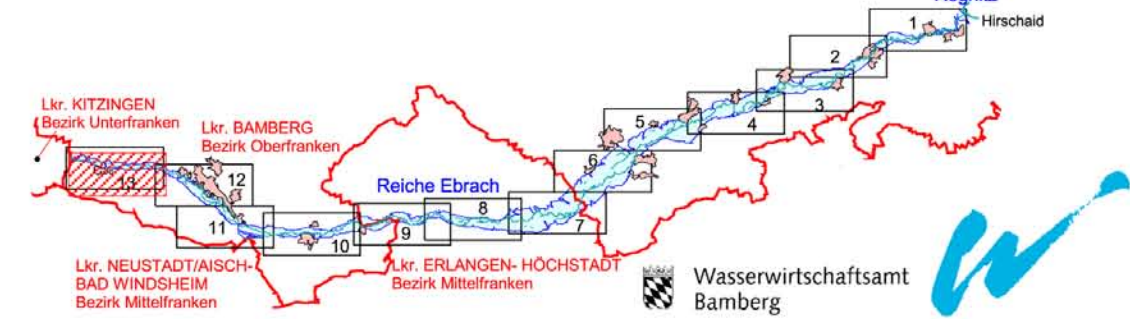 Regnitz
Hirschaid
1
2
3
4
5
6
7
8
9
10
11
12
13
Lkr. KITZINGEN
Bezirk Unterfranken
Lkr. BAMBERG
Bezirk Oberfranken
Reiche Ebrach
Lkr. NEUSTADT/AISCH-
BAD WINDSHEIM
Bezirk Mittelfranken
Lkr. ERLANGEN- HÖCHSTADT
Bezirk Mittelfranken
Wasserwirtschaftsamt
Bamberg